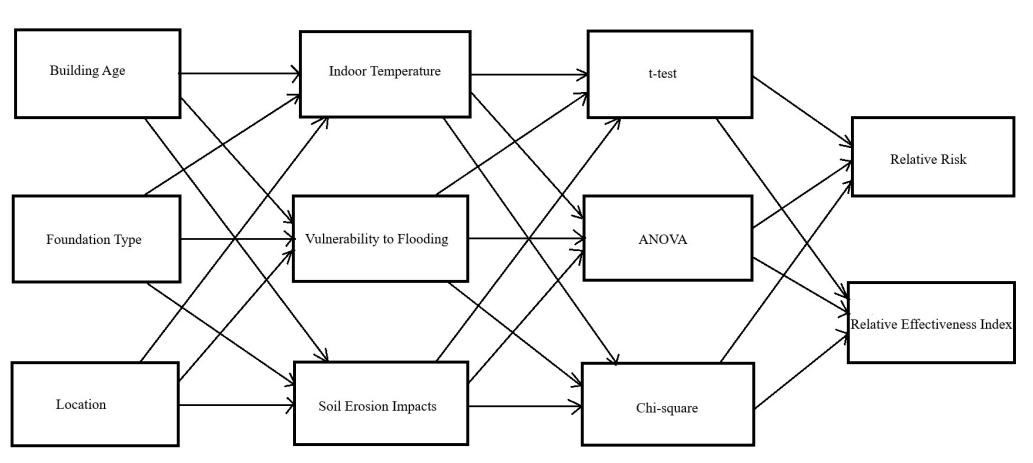 Building Age
Indoor Temperature
t-test
Relative Risk
Foundation Type
Vulnerability to Flooding
ANOVA
Relative Effectiveness Index
Location
Soil Erosion Impacts
Chi-square